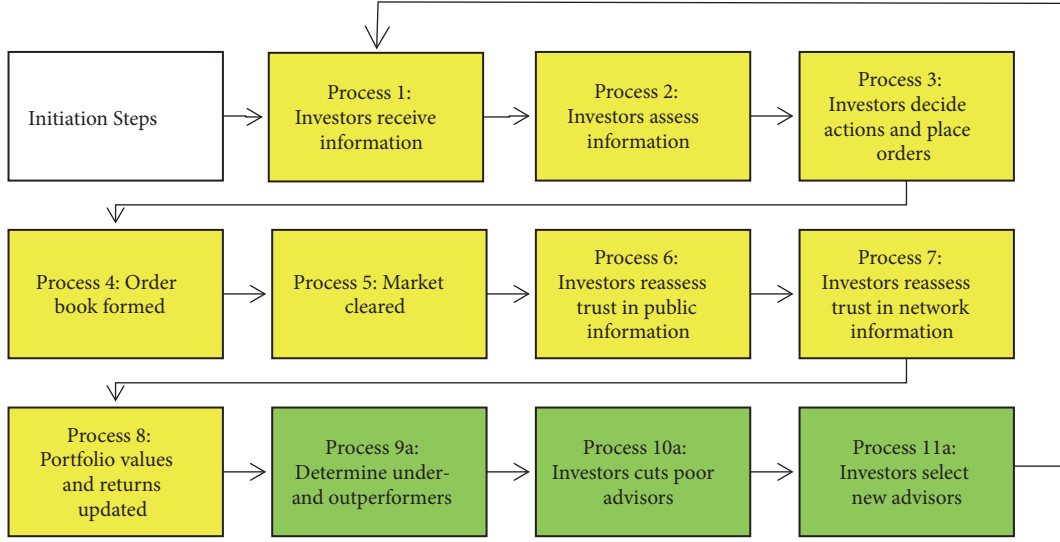 Initiation Steps
Process 1:
Investors receive
information
Process 2:
Investors assess
information
Process 3:
Investors decide
actions and place
orders
Process 4: Order
book formed
Process 5: Market
cleared
Process 6:
Investors reassess
trust in public
information
Process 7:
Investors reassess
trust in network
information
Process 8:
Portfolio values
and returns
updated
Process 9a:
Determine under-
and outperformers
Process 10a:
Investors cuts poor
advisors
Process 11a:
Investors select
new advisors